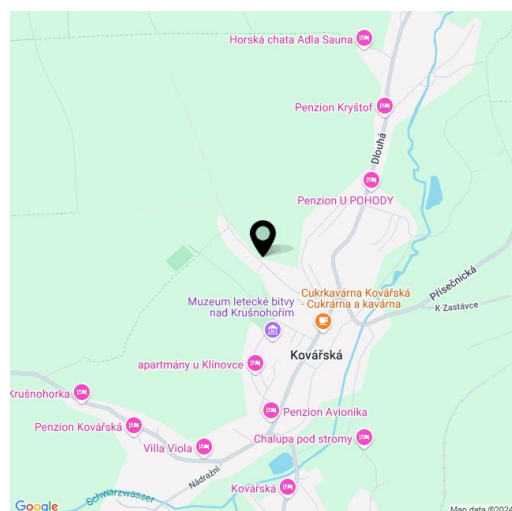 Horská chata Adla Sauna
Penzion Kryštof
Dlouhá
Penzion U POHODY
Přísečnická
K Zastávce
Cukrkavárna Kovářská
- Cukrárna a kavárna
Muzeum letecké bitvy
nad Krušnohořím
Kovářská
apartmány u Klínovce
Krušnohorka
Penzion Avionika
Penzion Kovářská
Chalupa pod stromy
Villa Viola
Nádražní
Kovářská
Schwarzwasser
Google
Map data ©2024